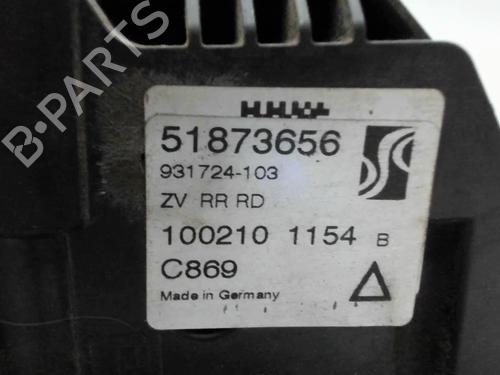 51873656
931724-103
ZV RR RD
100210 1154 B
C869
Made in Germany
B-PARTS